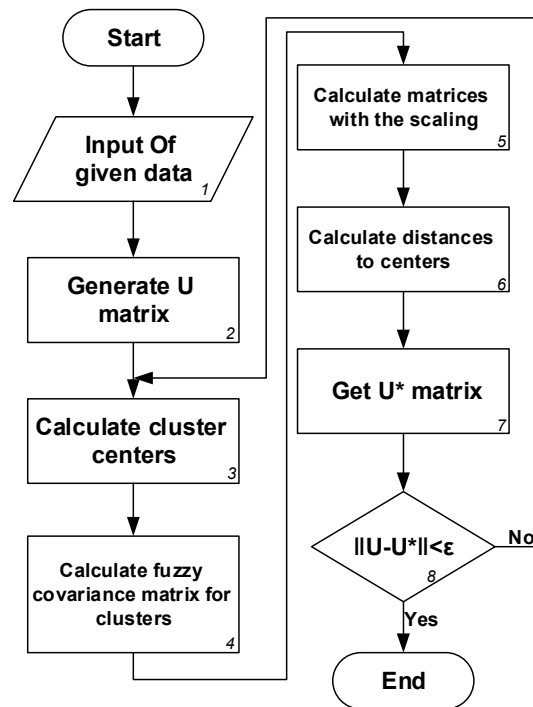 Start
Input Of
given data
1
Generate U
matrix
2
Calculate cluster
centers
3
Calculate fuzzy
covariance matrix for
clusters
4
Calculate matrices
with the scaling
5
Calculate distances
to centers
6
Get U* matrix
7
||U-U*||<ε
8
No
Yes
End